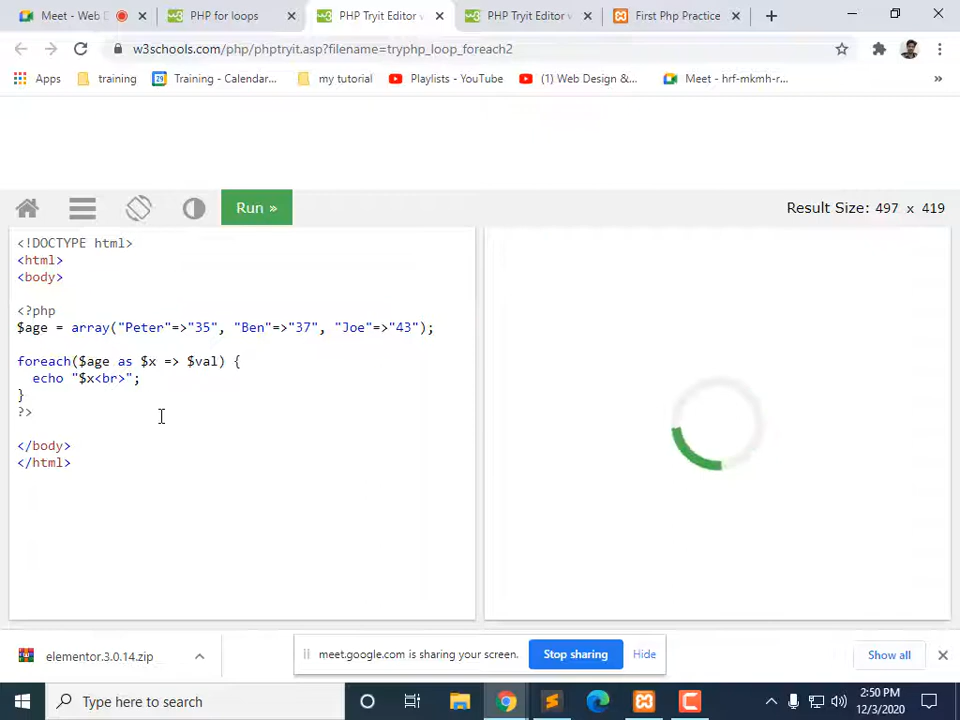 Meet - Web D
PHP for loops
PHP Tryit Editor v
PHP Tryit Editor v
First Php Practice
w3schools.com/php/phptryit.asp?filename=tryphp_loop_foreach2
Apps
training
Training - Calendar...
my tutorial
Playlists - YouTube
(1) Web Design &...
Meet - hrf-mkmh-r...
»
Run »
Result Size: 497 x 419
<!DOCTYPE html>
<html>
<body>
<?php
$age = array("Peter"=>"35", "Ben"=>"37", "Joe"=>"43");
foreach($age as $x => $val) {
echo "$x<br>";
}
?>
</body>
</html>
elementor.3.0.14.zip
meet.google.com is sharing your screen.
Stop sharing
Hide
Show all
Type here to search
2:50 PM
12/3/2020